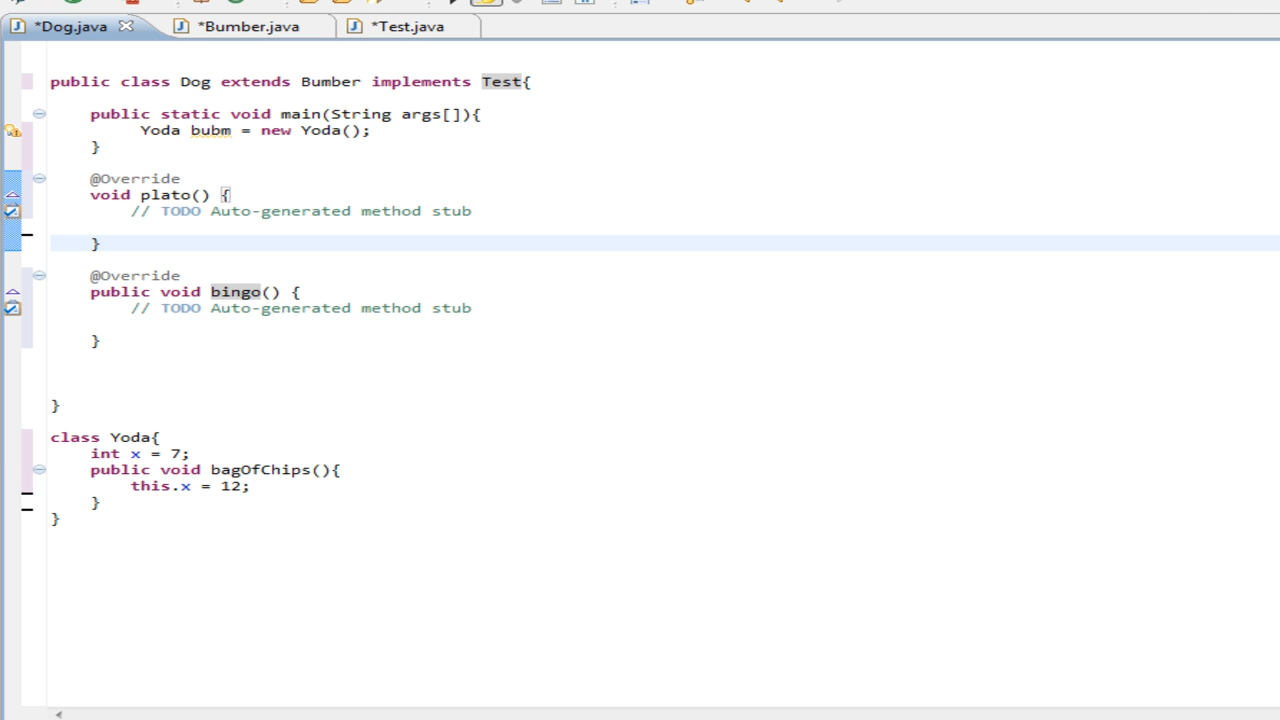 *Dog.java *Bumber.java *Test.java
public class Dog extends Bumber implements Test{
public static void main(String args[]){
Yoda bubm = new Yoda();
}
@Override
void plato() {
// TODO Auto-generated method stub
}
@Override
public void bingo() {
// TODO Auto-generated method stub
}
}
class Yoda{
int x = 7;
public void bagOfChips(){
this.x = 12;
}
}